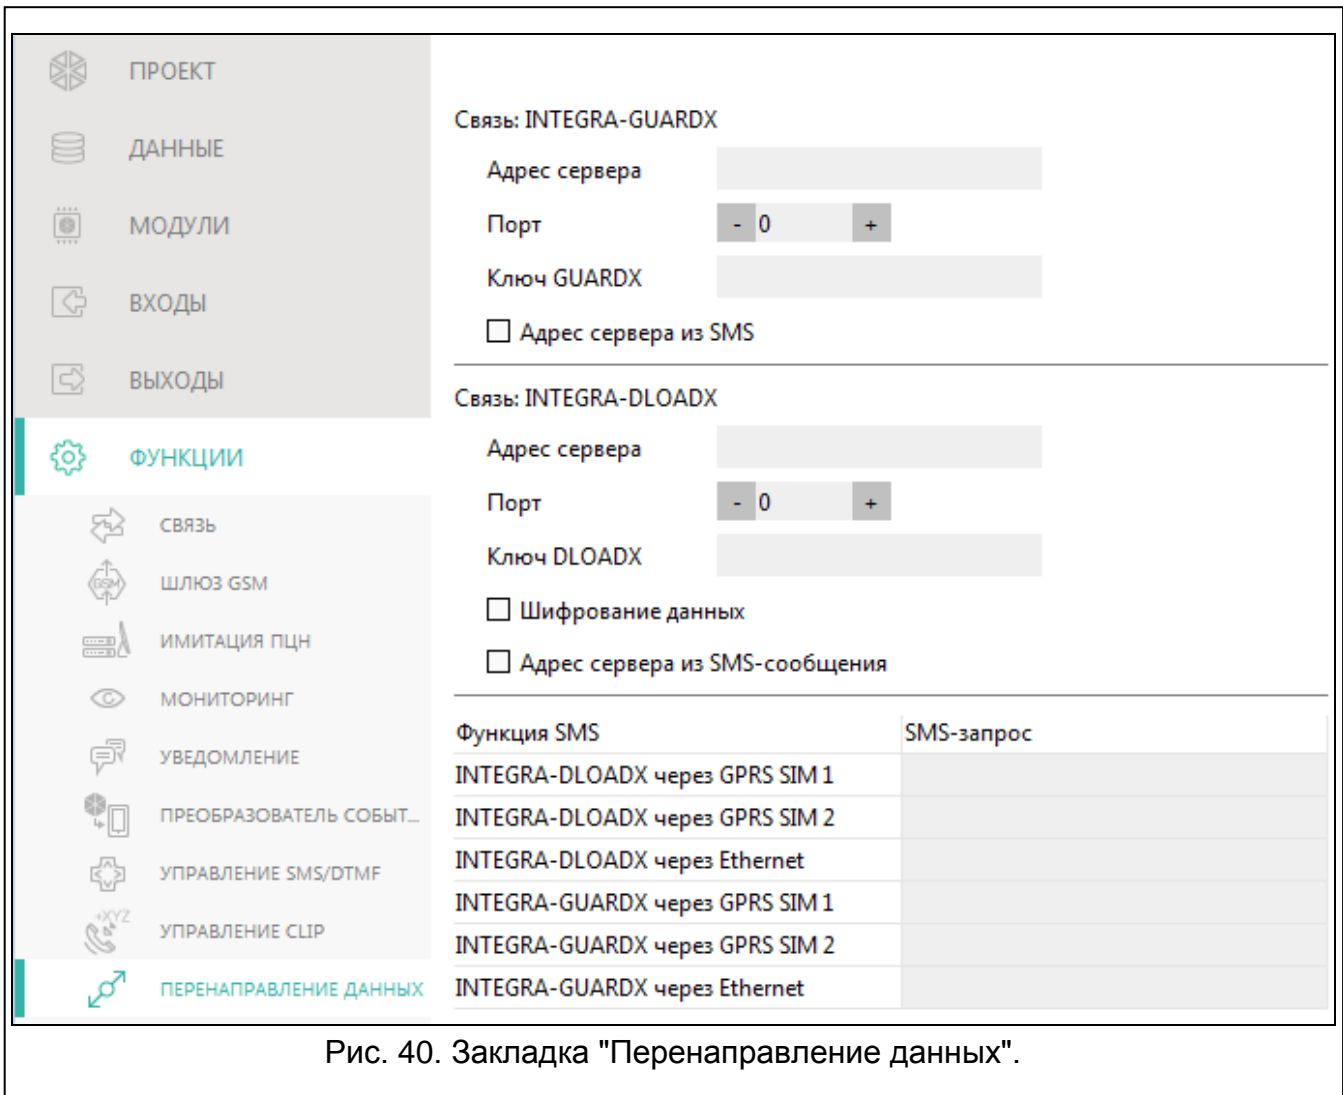 ПРОЕКТ
ДАННЫЕ
МОДУЛИ
ВХОДЫ
ВЫХОДЫ
ФУНКЦИИ
СВЯЗЬ
GSM
ШЛЮЗ GSM
ИМИТАЦИЯ ПЦН
МОНИТОРИНГ
УВЕДОМЛЕНИЕ
ПРЕОБРАЗОВАТЕЛЬ СОБЫТ...
УПРАВЛЕНИЕ SMS/DTMF
+XYZ
УПРАВЛЕНИЕ CLIP
ПЕРЕНАПРАВЛЕНИЕ ДАННЫХ
Связь: INTEGRA-GUARDX
Адрес сервера
Порт - 0 +
Ключ GUARDX
Адрес сервера из SMS
Связь: INTEGRA-DLOADX
Адрес сервера
Порт - 0 +
Ключ DLOADX
Шифрование данных
Адрес сервера из SMS-сообщения
Функция SMS SMS-запрос
INTEGRA-DLOADX через GPRS SIM 1
INTEGRA-DLOADX через GPRS SIM 2
INTEGRA-DLOADX через Ethernet
INTEGRA-GUARDX через GPRS SIM 1
INTEGRA-GUARDX через GPRS SIM 2
INTEGRA-GUARDX через Ethernet
Рис. 40. Закладка "Перенаправление данных".